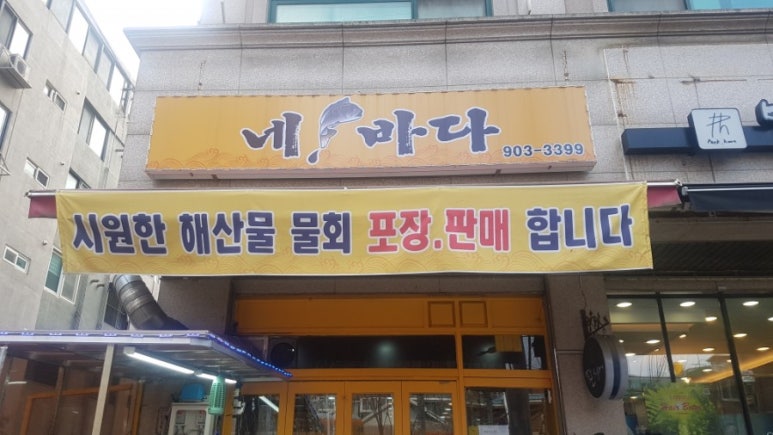 네!마다
903-3399
시원한 해산물 물회 포장.판매 합니다